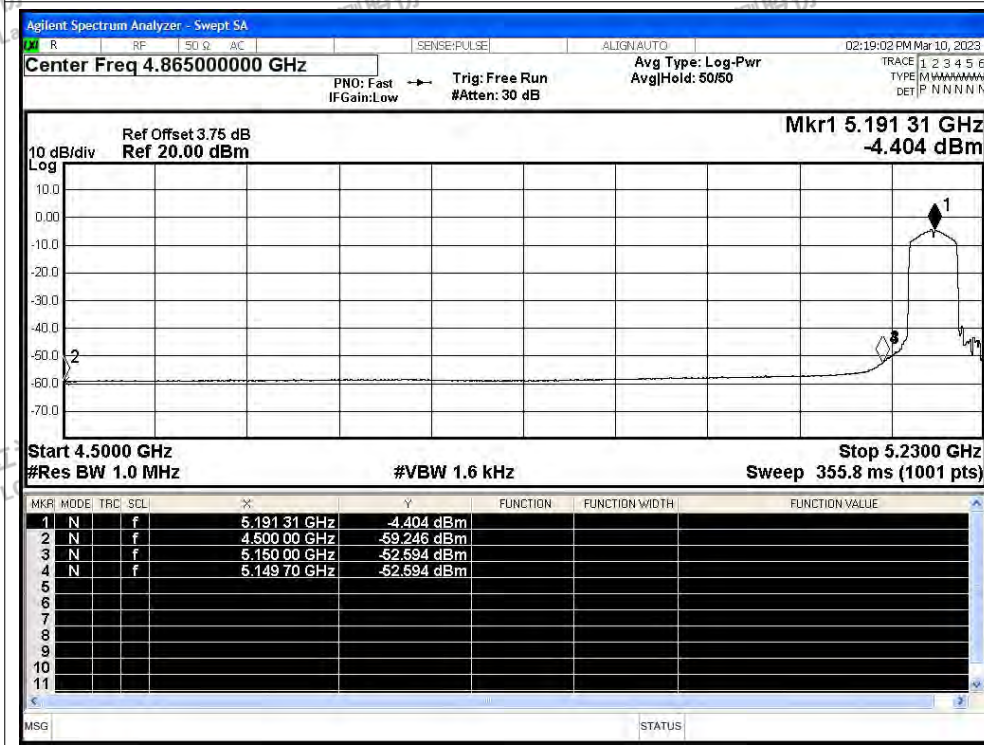 Agilent Spectrum Analyzer - Swept SA
R RF 50 Ω AC SENSE:PULSE ALIGN AUTO 02:19:02 PM Mar 10, 2023
Center Freq 4.865000000 GHz
PNO: Fast
IFGain:Low
Trig: Free Run
#Atten: 30 dB
Avg Type: Log-Pwr
Avg|Hold: 50/50
TRACE 1 2 3 4 5 6
TYPE M
DET P N N N N N
Ref Offset 3.75 dB
10 dB/div Ref 20.00 dBm
Log
Mkr1 5.191 31 GHz
-4.404 dBm
10.0
0.00
-10.0
-20.0
-30.0
-40.0
-50.0
-60.0
-70.0
1
2
3
Start 4.5000 GHz
#Res BW 1.0 MHz
#VBW 1.6 kHz
Stop 5.2300 GHz
Sweep 355.8 ms (1001 pts)
MKR MODE TRC SCL X Y FUNCTION FUNCTION WIDTH FUNCTION VALUE
1 N f 5.191 31 GHz -4.404 dBm
2 N f 4.500 00 GHz -59.246 dBm
3 N f 5.150 00 GHz -52.594 dBm
4 N f 5.149 70 GHz -52.594 dBm
5
6
7
8
9
10
11
MSG STATUS